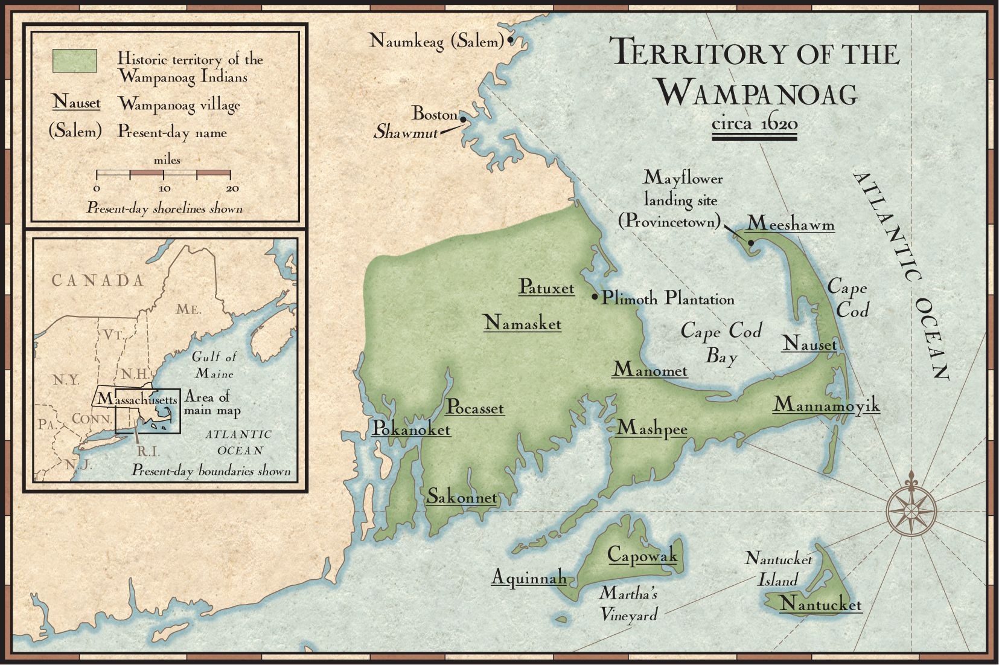 TERRITORY OF THE
WAMPANOAG
circa 1620
Historic territory of the
Wampanoag Indians
Nauset
Wampanoag village
(Salem)
Present-day name
miles
0 10 20
Present-day shorelines shown
CANADA
ME.
VT.
N.H.
N.Y.
Gulf of
Maine
Massachusetts
Area of
main map
CONN.
PA.
R.I.
N.J.
ATLANTIC
OCEAN
Present-day boundaries shown
Naumkeag (Salem)
Boston
Shawmut
Mayflower
landing site
(Provincetown)
Meeshawm
ATLANTIC OCEAN
Cape
Cod
Patuxet
Plimoth Plantation
Namasket
Cape Cod
Bay
Nauset
Manomet
Pocasset
Mannamoyik
Pokanoket
Mashpee
Sakonnet
Capowak
Aquinnah
Martha's
Vineyard
Nantucket
Island
Nantucket